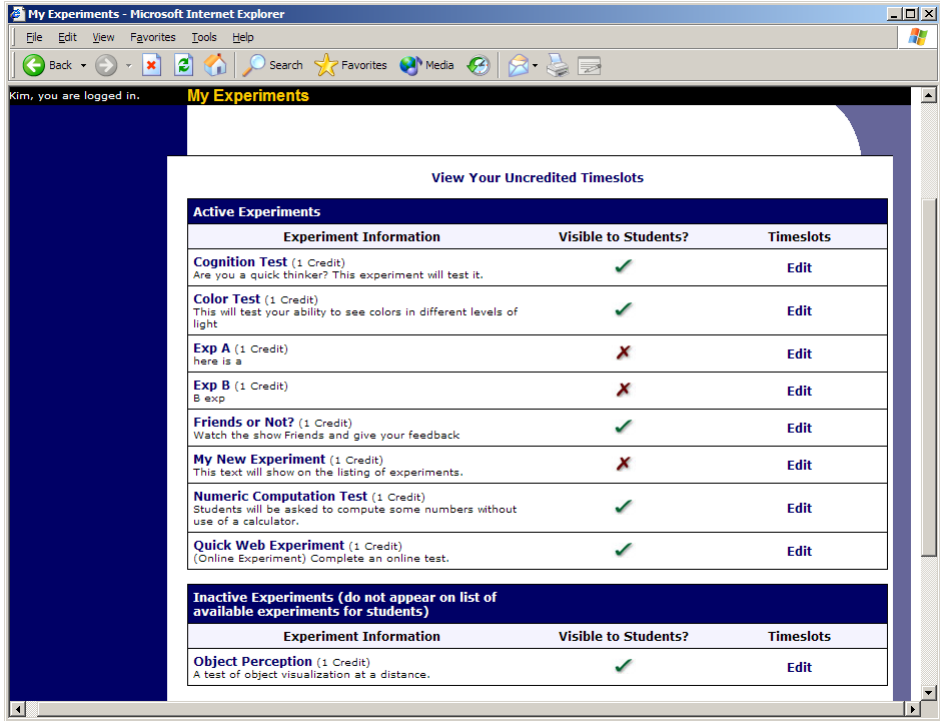 My Experiments - Microsoft Internet Explorer
File Edit View Favorites Tools Help
Back Search Favorites Media
Kim, you are logged in. My Experiments
View Your Uncredited Timeslots
Active Experiments
Experiment Information Visible to Students? Timeslots
Cognition Test (1 Credit)
Are you a quick thinker? This experiment will test it.
Edit
Color Test (1 Credit)
This will test your ability to see colors in different levels of
light
Edit
Exp A (1 Credit)
here is a
Edit
Exp B (1 Credit)
B exp
Edit
Friends or Not? (1 Credit)
Watch the show Friends and give your feedback
Edit
My New Experiment (1 Credit)
This text will show on the listing of experiments.
Edit
Numeric Computation Test (1 Credit)
Students will be asked to compute some numbers without
use of a calculator.
Edit
Quick Web Experiment (1 Credit)
(Online Experiment) Complete an online test.
Edit
Inactive Experiments (do not appear on list of
available experiments for students)
Experiment Information Visible to Students? Timeslots
Object Perception (1 Credit)
A test of object visualization at a distance.
Edit